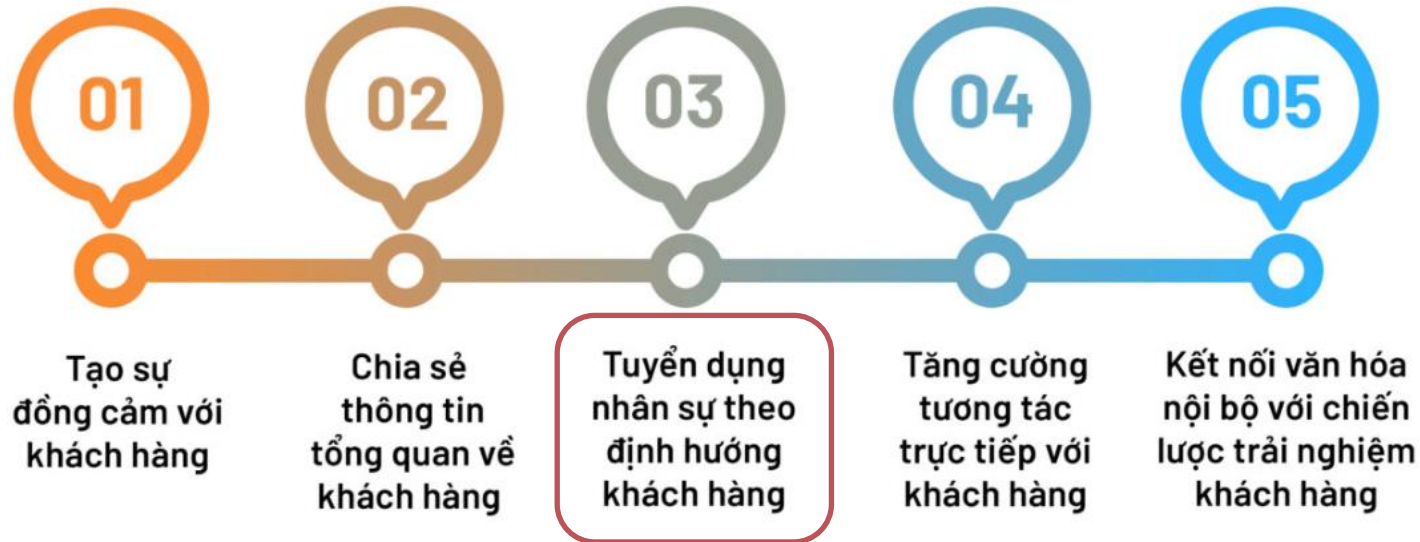 01
02
03
04
05
Tạo sự
đồng cảm với
khách hàng
Chia sẻ
thông tin
tổng quan về
khách hàng
Tuyển dụng
nhân sự theo
định hướng
khách hàng
Tăng cường
tương tác
trực tiếp với
khách hàng
Kết nối văn hóa
nội bộ với chiến
lược trải nghiệm
khách hàng